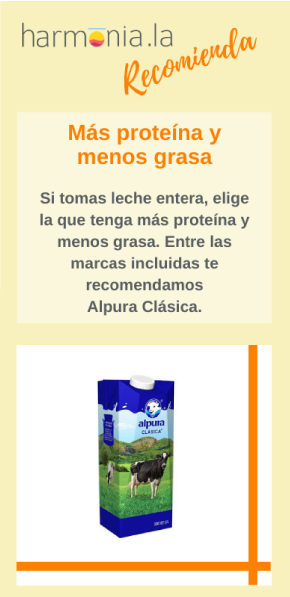 harmonia.la
Recomienda
Más proteína y
menos grasa
Si tomas leche entera, elige
la que tenga más proteína y
menos grasa. Entre las
marcas incluidas te
recomendamos
Alpura Clásica.
alpura
CLÁSICA